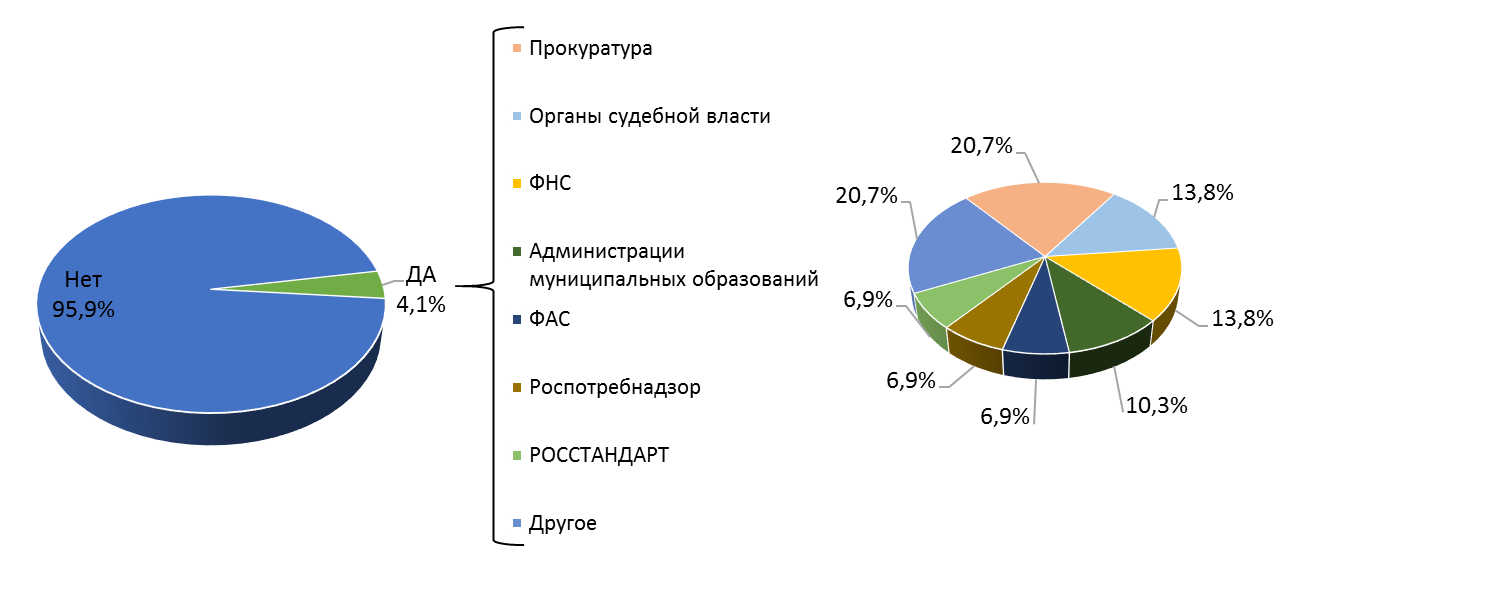 Нет
95,9%
ДА
4,1%
Прокуратура
Органы судебной власти
ФНС
Администрации
муниципальных образований
ФАС
Роспотребнадзор
РОССТАНДАРТ
Другое
20,7%
13,8%
13,8%
10,3%
6,9%
6,9%
6,9%
20,7%